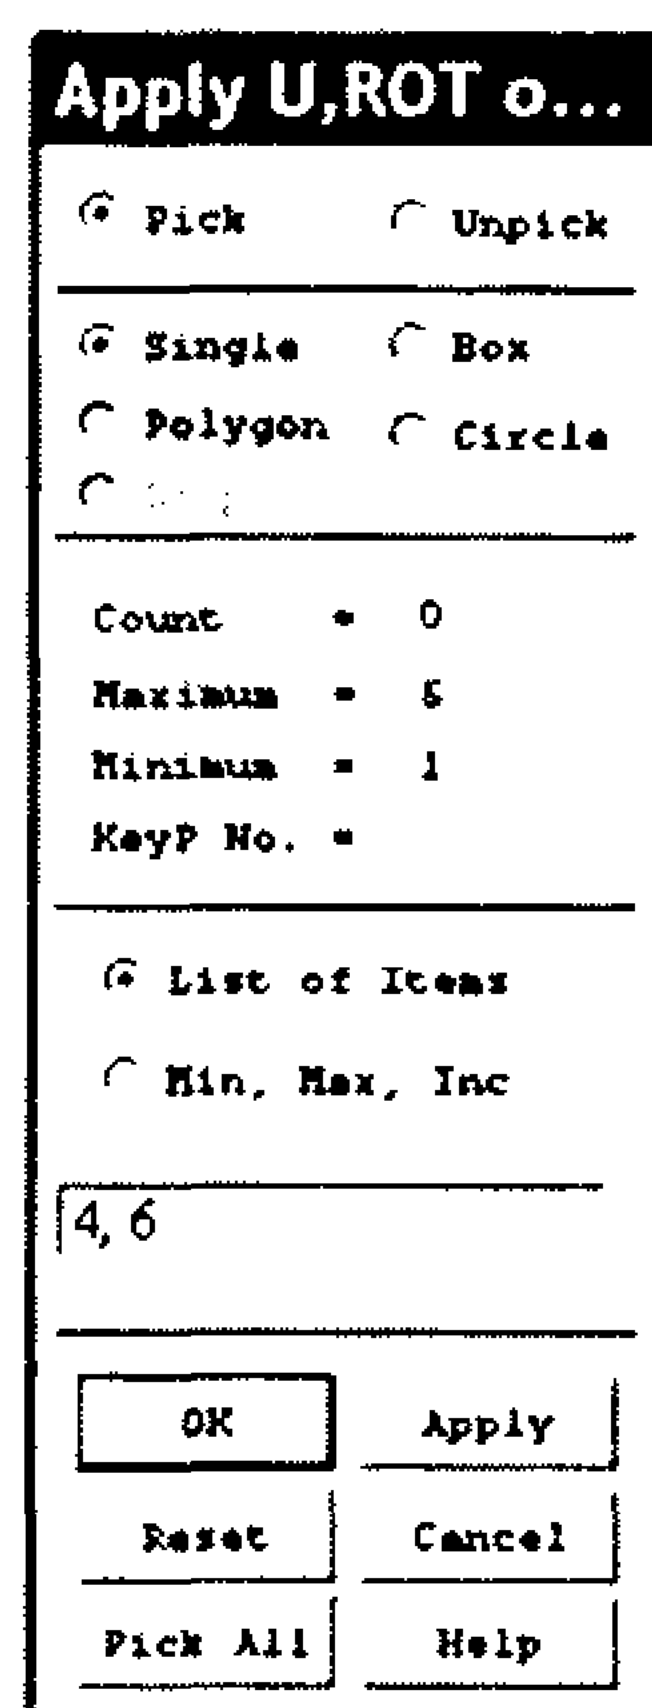 Apply U,ROT o...
Pick Unpick
Single Box
Polygon Circle
Count = 0
Maximum = 6
Minimum = 1
KeyP No. =
List of Items
Min, Max, Inc
4, 6
OK Apply
Reset Cancel
Pick All Help